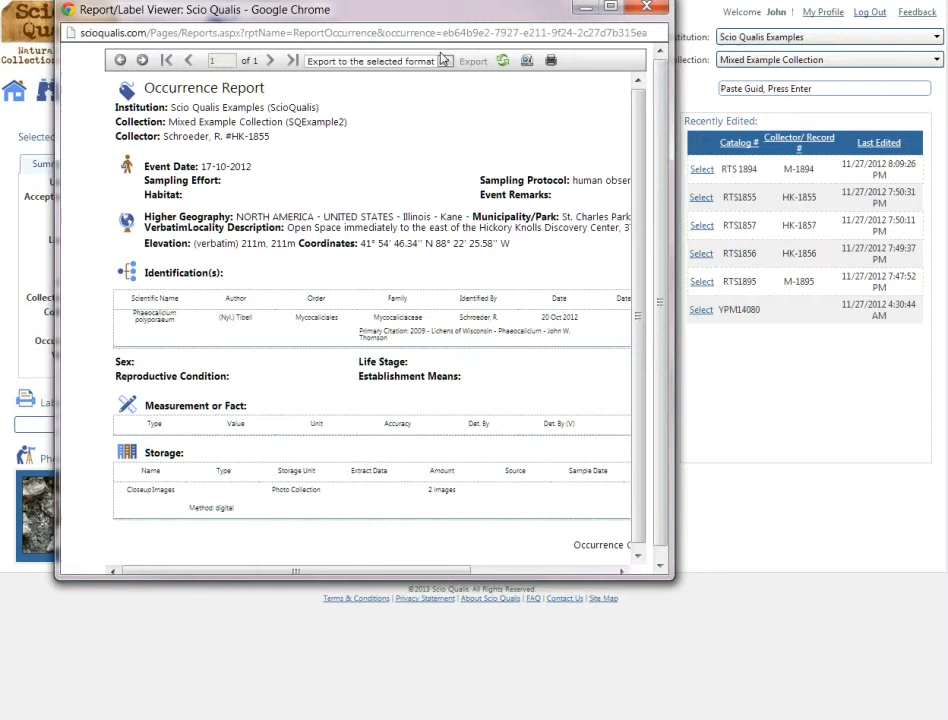 Report/Label Viewer: Scio Qualis - Google Chrome
scioqualis.com/Pages/Reports.aspx?rptName=ReportOccurrence&occurrence=eb64b9e2-7927-e211-9f24-2c27d7b315ea
Welcome John ! My Profile Log Out Feedback
Natura
Collection
1 of 1 Export to the selected format Export
Occurrence Report
Institution: Scio Qualis Examples (ScioQualis)
Collection: Mixed Example Collection (SQExample2)
Collector: Schroeder, R. #HK-1855
Event Date: 17-10-2012
Sampling Effort: Sampling Protocol: human obser
Habitat: Event Remarks:
Higher Geography: NORTH AMERICA - UNITED STATES - Illinois - Kane - Municipality/Park: St. Charles Park
VerbatimLocality Description: Open Space immediately to the east of the Hickory Knolls Discovery Center, 3
Elevation: (verbatim) 211m, 211m Coordinates: 41° 54' 46.34" N 88° 22' 25.58" W
Identification(s):
Scientific Name Author Order Family Identified By Date Date
Phaeocalicium polyporaeum (Nyl.) Tibell Mycocaliciales Mycocaliciaceae Schroeder, R. 20 Oct 2012
Primary Citation: 2009 - Lichens of Wisconsin - Phaeocalicium - John W.
Thomson
Sex: Life Stage:
Reproductive Condition: Establishment Means:
Measurement or Fact:
Type Value Unit Accuracy Det. By Det. By (V)
Storage:
Name Type Storage Unit Extract Data Amount Source Sample Date
Closeup Images Photo Collection 2 images
Method: digital
Occurrence
Selected
Summ
Accept
Collect
Co
Occu
Lab
Pho
titution: Scio Qualis Examples
llection: Mixed Example Collection
Paste Guid, Press Enter
Recently Edited:
Catalog # Collector/ Record # Last Edited
Select RTS 1894 M-1894 11/27/2012 8:09:26 PM
Select RTS1855 HK-1855 11/27/2012 7:50:31 PM
Select RTS1857 HK-1857 11/27/2012 7:50:11 PM
Select RTS1856 HK-1856 11/27/2012 7:49:37 PM
Select RTS1895 M-1895 11/27/2012 7:47:52 PM
Select YPM14080 11/27/2012 4:30:44 AM
©2013 Scio Qualis. All Rights Reserved.
Terms & Conditions | Privacy Statement | About Scio Qualis | FAQ | Contact Us | Site Map